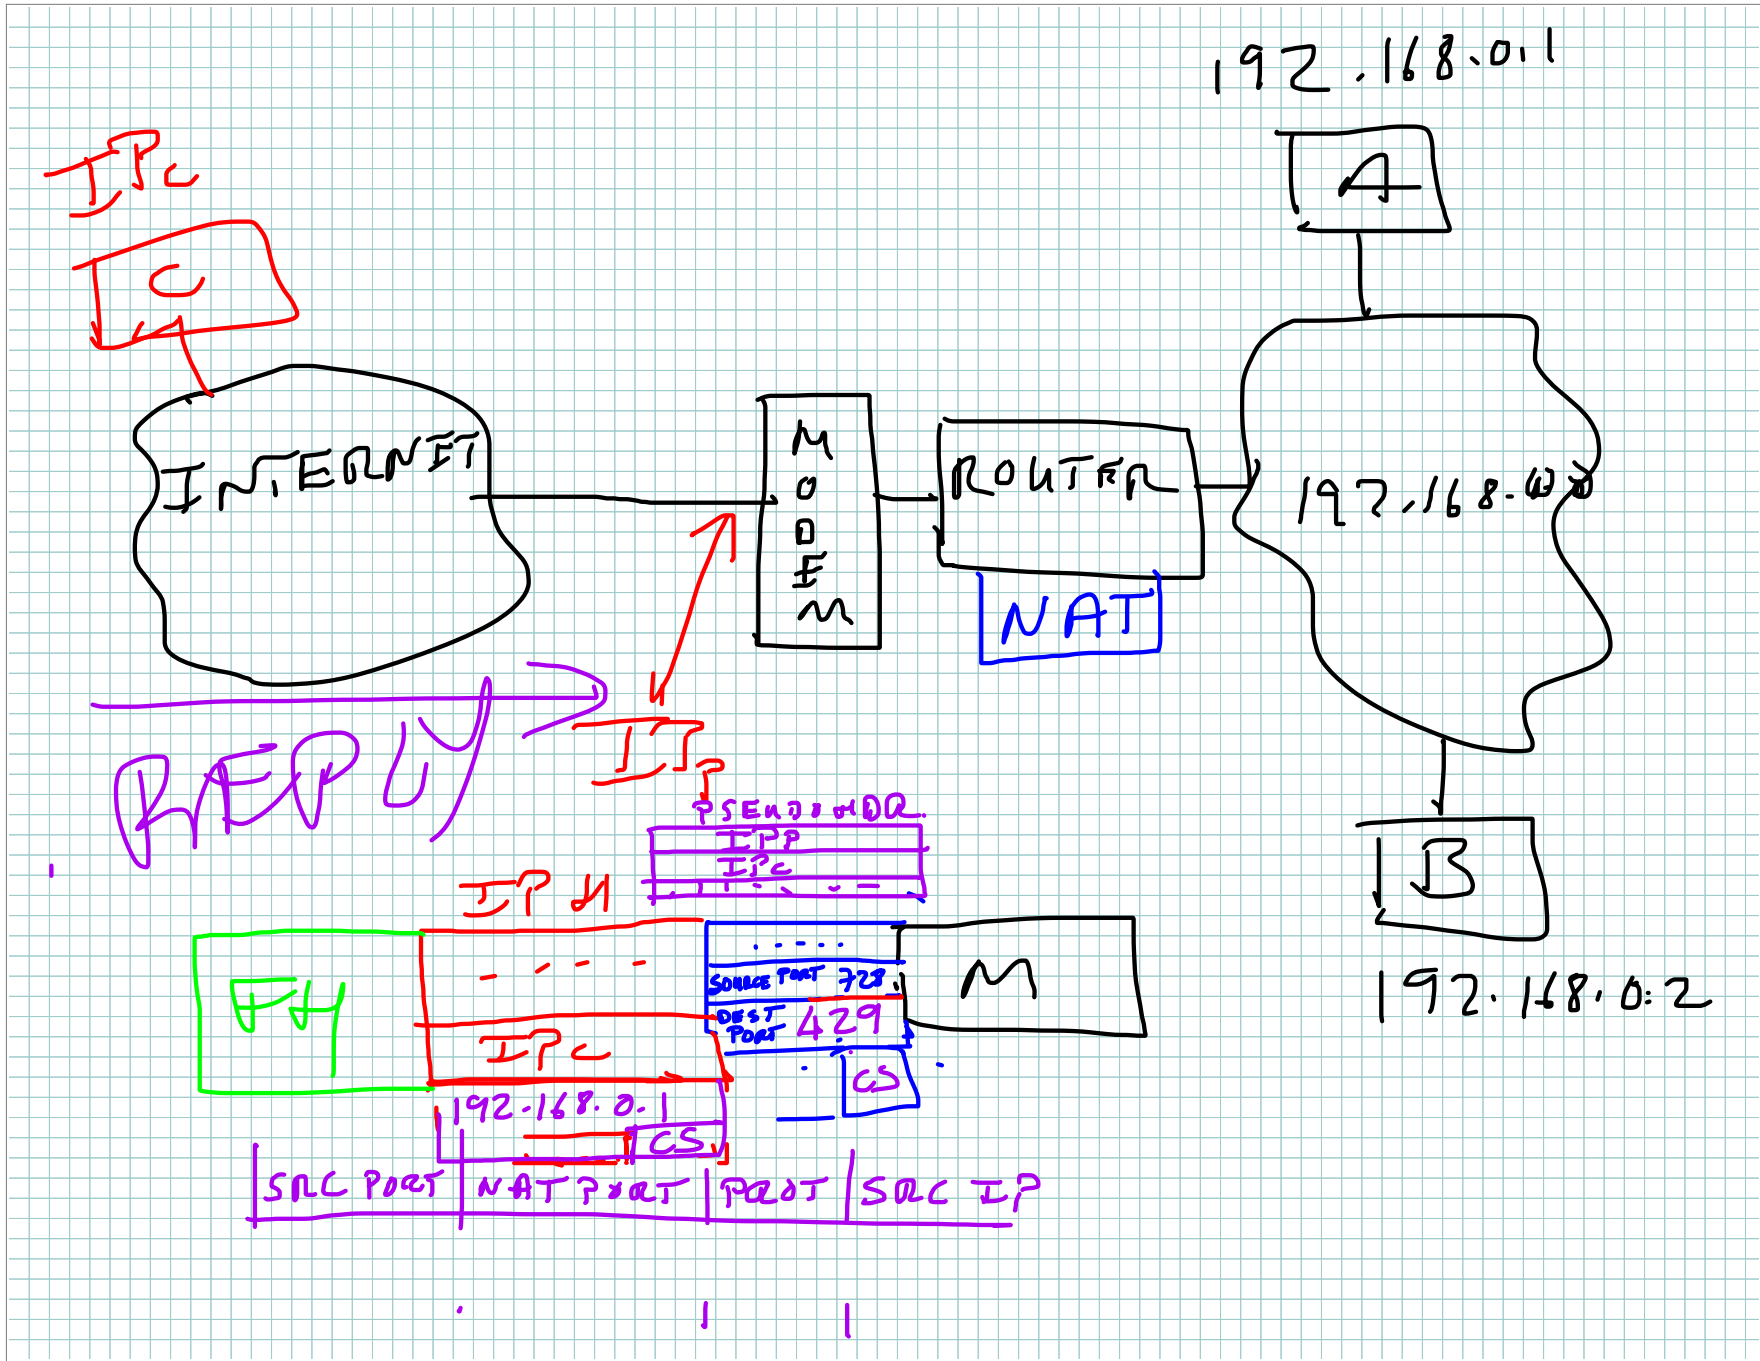 192.168.0.1
IPC
A
C
INTERNET
MODEM
ROUTER
192.168.
NAT
REPLY
IPP
PSEUDO HDR.
IPP
IPC
B
IP H
M
SOURCE PORT 728
FH
DEST PORT 429
192.168.0.2
IPC
CS
192.168.0.1
CS
SRC PORT NAT PORT PROT SRC IP